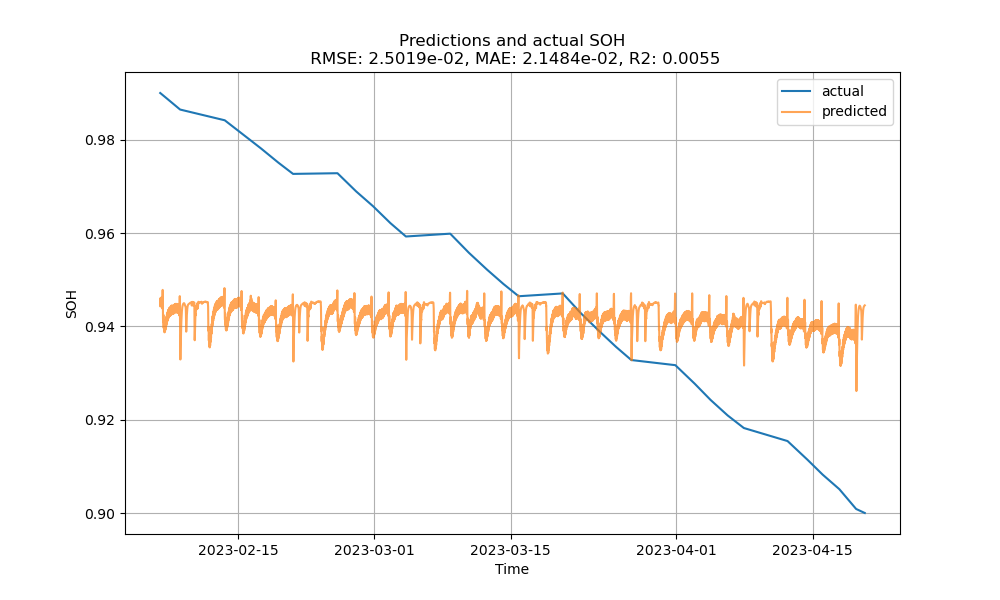 Predictions and actual SOH
RMSE: 2.5019e-02, MAE: 2.1484e-02, R2: 0.0055
actual
predicted
0.98
0.96
0.94
0.92
0.90
SOH
2023-02-15
2023-03-01
2023-03-15
2023-04-01
2023-04-15
Time